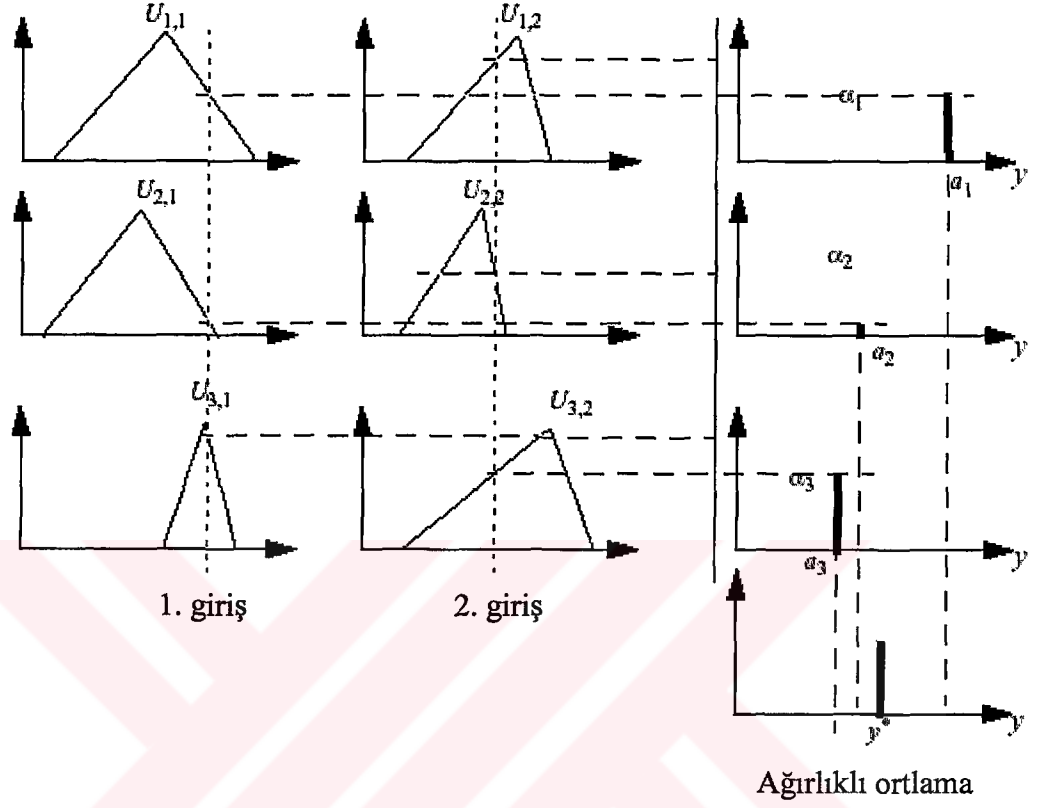 U1,1 U1,2
α1
y
a1
U2,1 U2,2
α2
y
a2
U3,1 U3,2
α3
y
a3
1. giriş 2. giriş
y
y*
Ağırlıklı ortlama